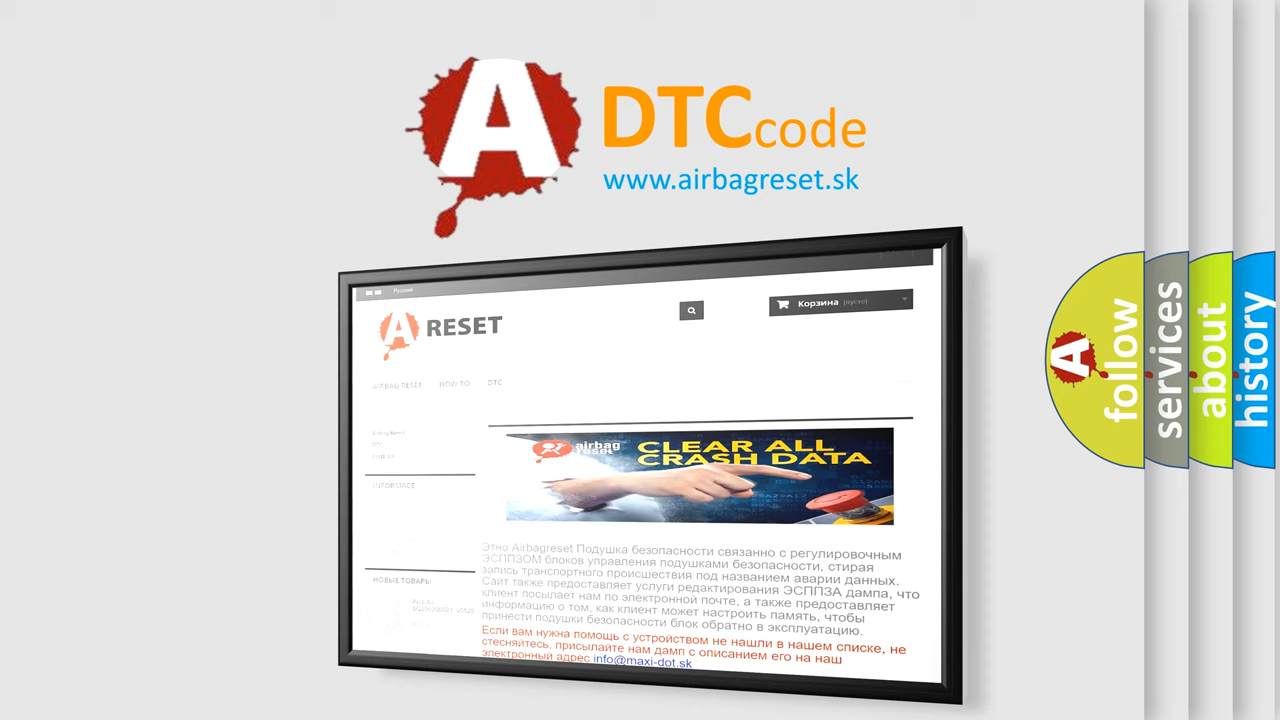 A
DTCcode
www.airbagreset.sk
Русский
A RESET
Корзина (пусто)
AIRBAG RESET HOW TO DTC
Airbag Reset
DTC
INFORMACE
airbag reset
CLEAR ALL
CRASH DATA
Этно Airbagreset Подушка безопасности связанно с регулировочным
ЭСППЗОМ блоков управления подушками безопасности, стирая
запись транспортного происшествия под названием аварии данных.
Сайт также предоставляет услуги редактирования ЭСППЗА дампа, что
клиент посылает нам по электронной почте, а также предоставляет
информацию о том, как клиент может настроить память, чтобы
принести подушки безопасности блок обратно в эксплуатацию.
Если вам нужна помощь с устройством не нашли в нашем списке, не
стесняйтесь, присылайте нам дамп с описанием его на наш
электронный адрес info@maxi-dot.sk
НОВЫЕ ТОВАРЫ
A
follow
services
about
history